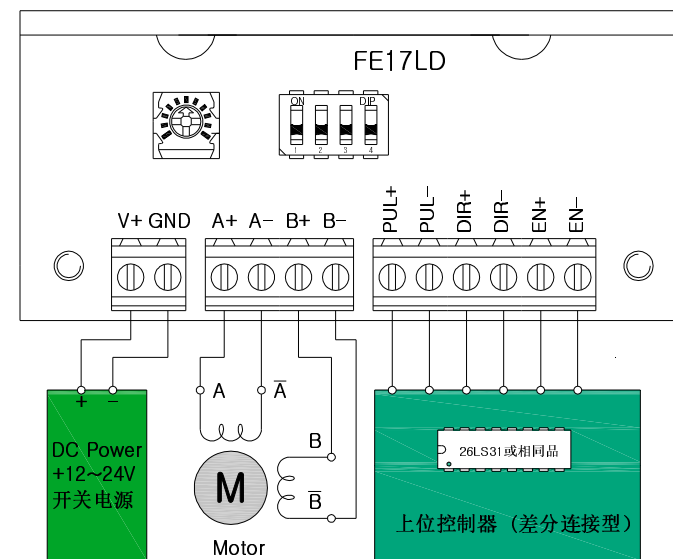 FE17LD
ON DIP
1 2 3 4
V+ GND A+ A- B+ B- PUL+ PUL- DIR+ DIR- EN+ EN-
+ -
A A̅
DC Power
+12~24V
开关电源
B
B̅
M
Motor
26LS31或相同品
上位控制器（差分连接型）